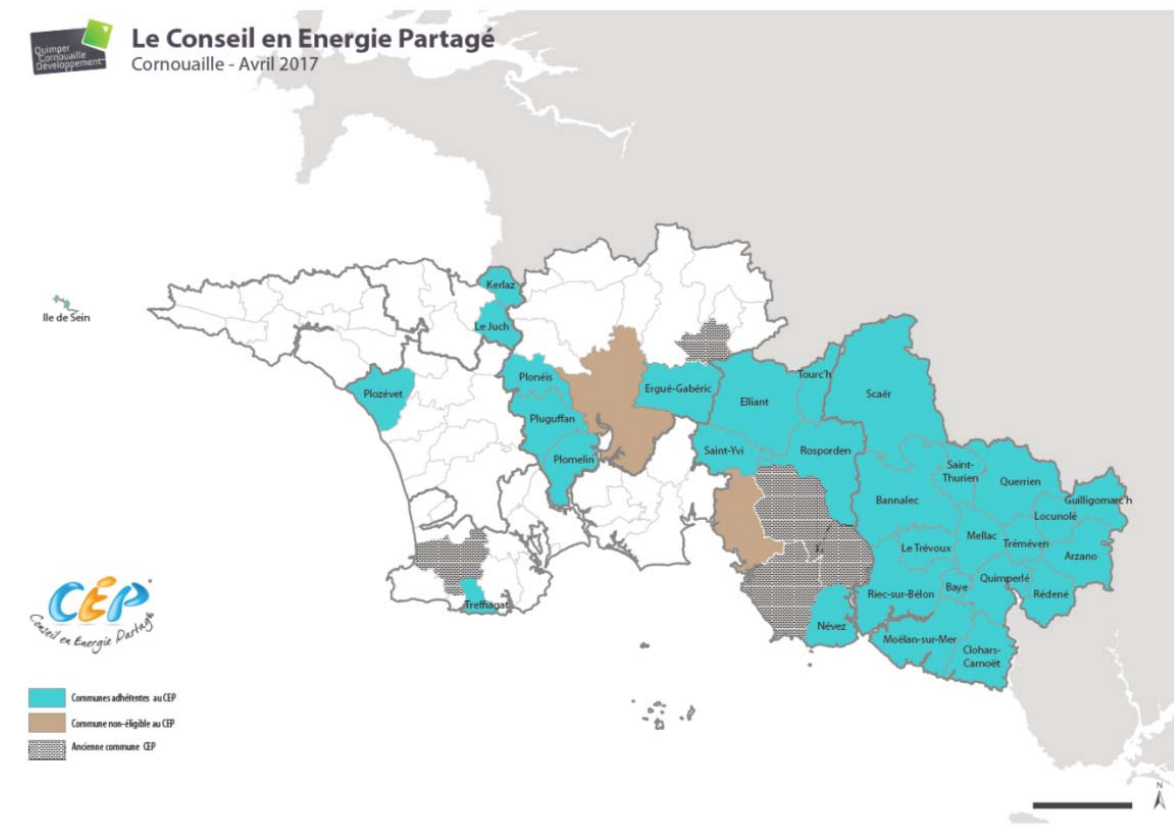 Quimper
Cornouaille
Développement
Le Conseil en Energie Partagé
Cornouaille - Avril 2017
Kerlaz
Ile de Sein
Le Juch
Plozévet
Plonéis
Ergué-Gabéric
Tourc'h
Elliant
Scaër
Pluguffan
Plomelin
Saint-Yvi
Rosporden
Saint-
Thurien
Querrien
Bannalec
Guilligomarc'h
Locunolé
Mellac
Tréméven
Le Trévoux
Arzano
Quimperlé
Baye
Riec-sur-Bélon
Rédené
Treffiagat
Névez
Moëlan-sur-Mer
Clohars-
Carnoët
CÉP
Conseil en Energie Partagé
Communes adhétentes au CEP
Commune non-éligible au CEP
Ancienne commune CEP
N